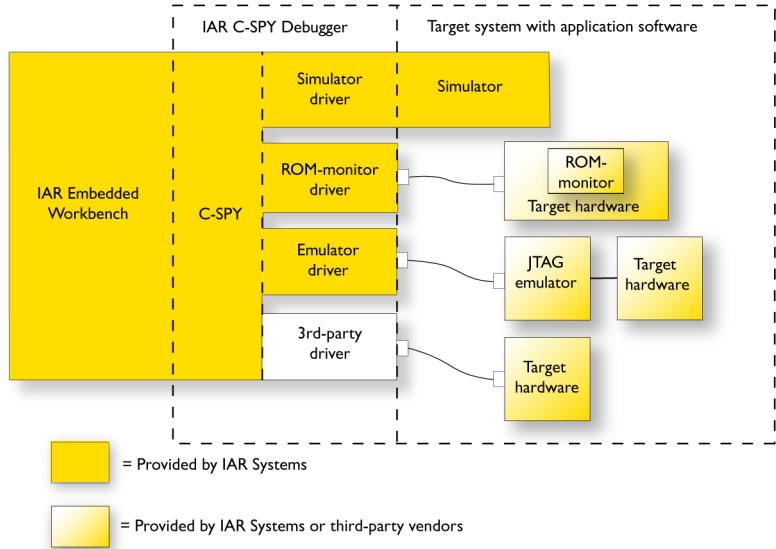 IAR C-SPY Debugger
Target system with application software
Simulator
driver
Simulator
ROM-monitor
driver
ROM-
monitor
Target hardware
IAR Embedded
Workbench
C-SPY
Emulator
driver
JTAG
emulator
Target
hardware
3rd-party
driver
Target
hardware
= Provided by IAR Systems
= Provided by IAR Systems or third-party vendors